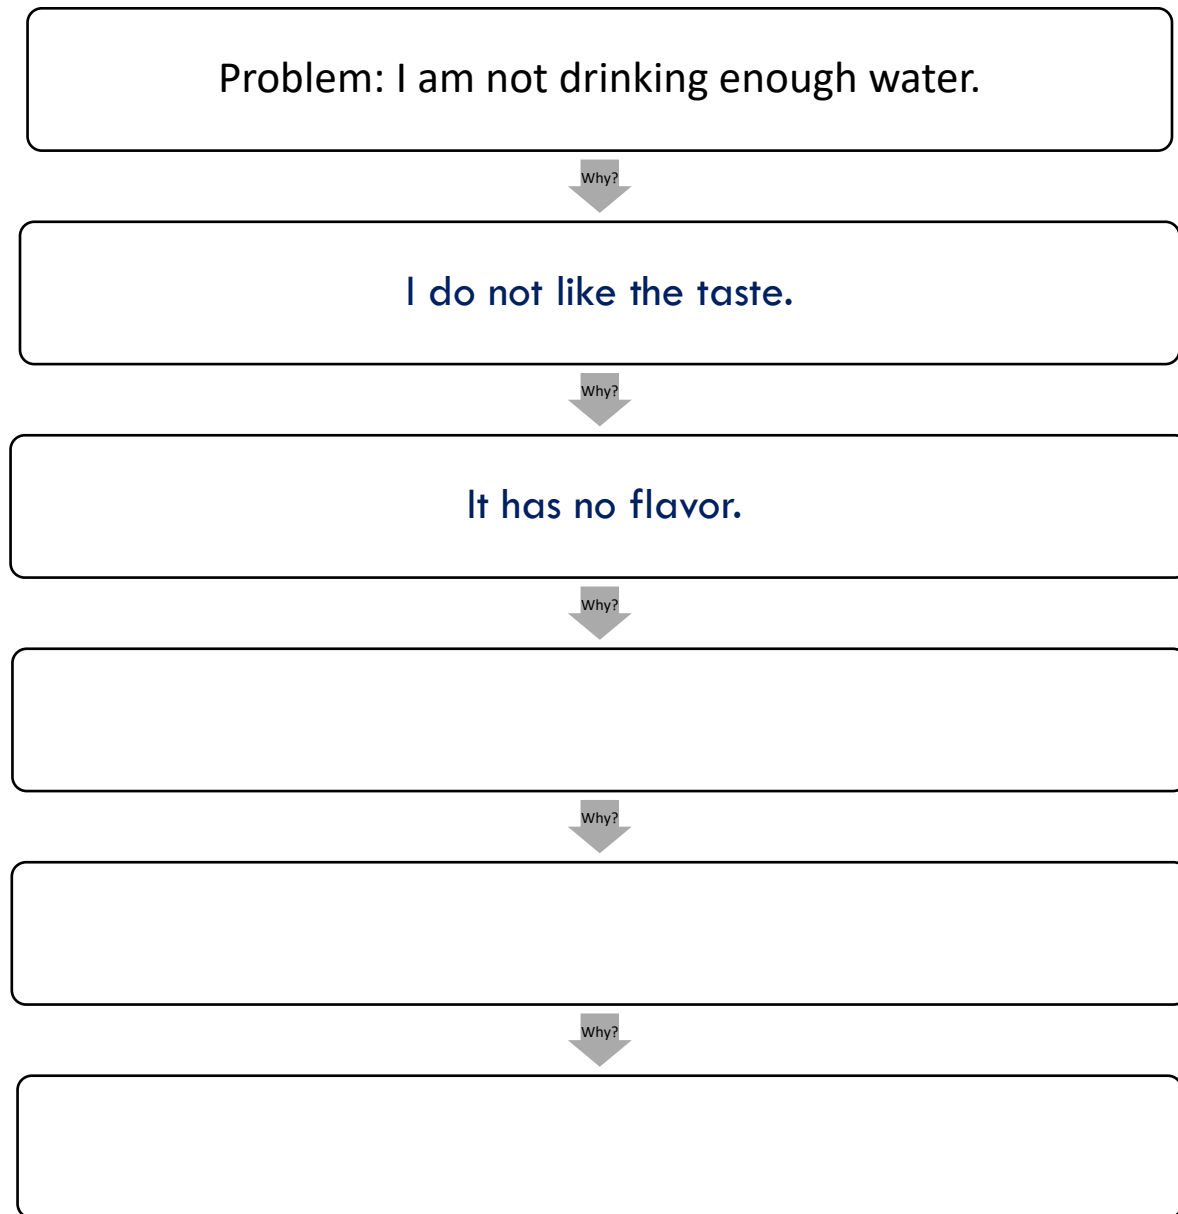 Problem: I am not drinking enough water.
Why?
I do not like the taste.
Why?
It has no flavor.
Why?
Why?
Why?